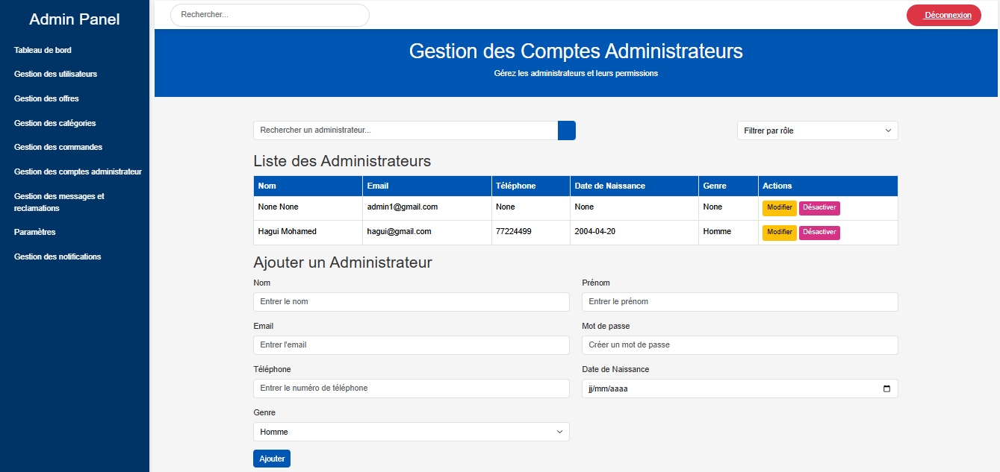 Admin Panel
Tableau de bord
Gestion des utilisateurs
Gestion des offres
Gestion des catégories
Gestion des commandes
Gestion des comptes administrateur
Gestion des messages et
reclamations
Paramètres
Gestion des notifications
Rechercher...
Déconnexion
Gestion des Comptes Administrateurs
Gérez les administrateurs et leurs permissions
Rechercher un administrateur...
Filtrer par rôle
Liste des Administrateurs
Nom Email Téléphone Date de Naissance Genre Actions
None None admin1@gmail.com None None None Modifier Désactiver
Hagui Mohamed hagui@gmail.com 77224499 2004-04-20 Homme Modifier Désactiver
Ajouter un Administrateur
Nom Prénom
Entrer le nom Entrer le prénom
Email Mot de passe
Entrer l'email Créer un mot de passe
Téléphone Date de Naissance
Entrer le numéro de téléphone jj/mm/aaaa
Genre
Homme
Ajouter